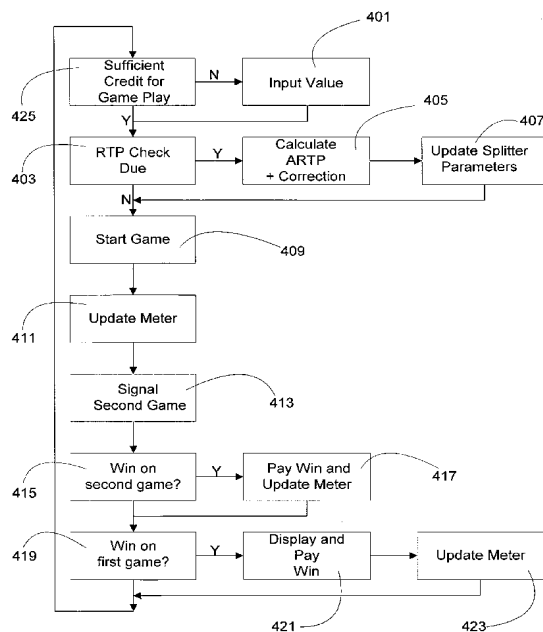 401
Sufficient
Credit for
Game Play
N
Input Value
425
Y
405
407
RTP Check
Due
Y
Calculate
ARTP
+ Correction
Update Splitter
Parameters
403
N
Start Game
409
Update Meter
411
Signal
Second Game
413
Win on
second game?
Y
Pay Win and
Update Meter
417
415
Win on
first game?
Y
Display and
Pay
Win
Update Meter
419
421
423